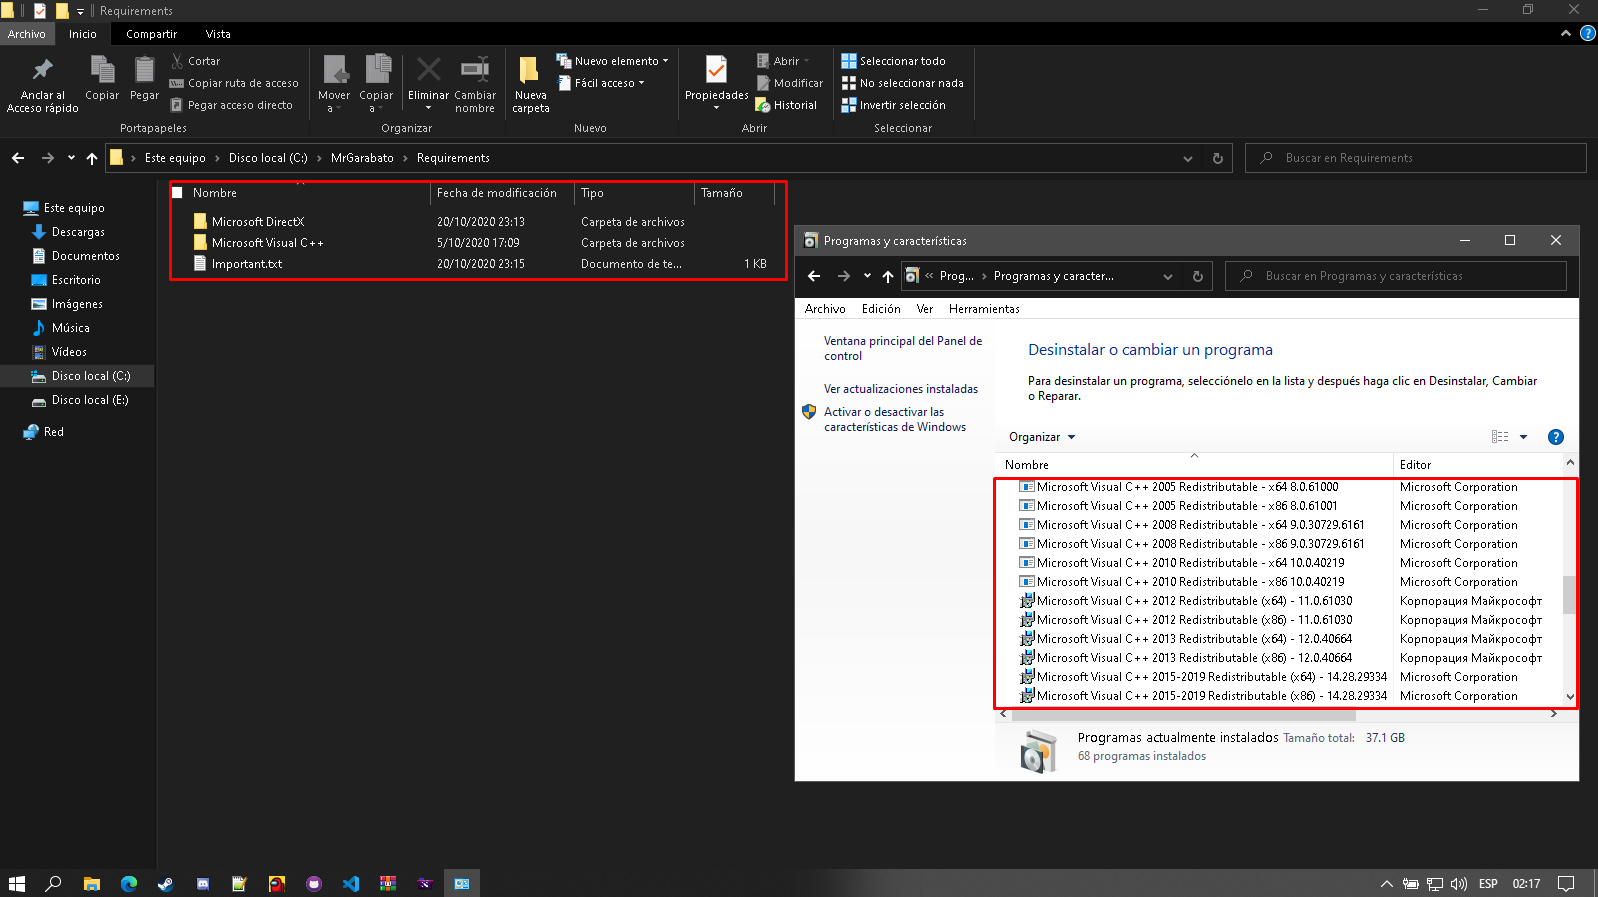 Requirements
Archivo
Inicio
Compartir
Vista
Anclar al
Acceso rápido
Copiar
Pegar
Cortar
Copiar ruta de acceso
Pegar acceso directo
Portapapeles
Mover
a
Copiar
a
Eliminar
Cambiar
nombre
Organizar
Nueva
carpeta
Nuevo elemento
Fácil acceso
Nuevo
Propiedades
Abrir
Modificar
Historial
Abrir
Seleccionar todo
No seleccionar nada
Invertir selección
Seleccionar
Este equipo > Disco local (C:) > MrGarabato > Requirements
Buscar en Requirements
Este equipo
Descargas
Documentos
Escritorio
Imágenes
Música
Vídeos
Disco local (C:)
Disco local (E:)
Red
Nombre Fecha de modificación Tipo Tamaño
Microsoft DirectX 20/10/2020 23:13 Carpeta de archivos
Microsoft Visual C++ 5/10/2020 17:09 Carpeta de archivos
Important.txt 20/10/2020 23:15 Documento de te... 1 KB
Programas y características
« Prog... > Programas y caracter...
Buscar en Programas y características
Archivo Edición Ver Herramientas
Ventana principal del Panel de
control
Ver actualizaciones instaladas
Activar o desactivar las
características de Windows
Desinstalar o cambiar un programa
Para desinstalar un programa, selecciónelo en la lista y después haga clic en Desinstalar, Cambiar
o Reparar.
Organizar
Nombre Editor
Microsoft Visual C++ 2005 Redistributable - x64 8.0.61000 Microsoft Corporation
Microsoft Visual C++ 2005 Redistributable - x86 8.0.61001 Microsoft Corporation
Microsoft Visual C++ 2008 Redistributable - x64 9.0.30729.6161 Microsoft Corporation
Microsoft Visual C++ 2008 Redistributable - x86 9.0.30729.6161 Microsoft Corporation
Microsoft Visual C++ 2010 Redistributable - x64 10.0.40219 Microsoft Corporation
Microsoft Visual C++ 2010 Redistributable - x86 10.0.40219 Microsoft Corporation
Microsoft Visual C++ 2012 Redistributable (x64) - 11.0.61030 Корпорация Майкрософт
Microsoft Visual C++ 2012 Redistributable (x86) - 11.0.61030 Корпорация Майкрософт
Microsoft Visual C++ 2013 Redistributable (x64) - 12.0.40664 Корпорация Майкрософт
Microsoft Visual C++ 2013 Redistributable (x86) - 12.0.40664 Корпорация Майкрософт
Microsoft Visual C++ 2015-2019 Redistributable (x64) - 14.28.29334 Microsoft Corporation
Microsoft Visual C++ 2015-2019 Redistributable (x86) - 14.28.29334 Microsoft Corporation
Programas actualmente instalados Tamaño total: 37.1 GB
68 programas instalados
ESP 02:17